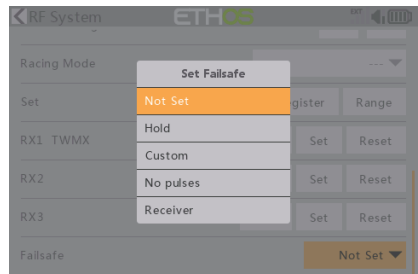 RF System
ETHOS
Racing Mode
---
Set Failsafe
Not Set
Hold
Custom
No pulses
Receiver
Set
gister
Range
RX1 TWMX
Set
Reset
RX2
Set
Reset
RX3
Set
Reset
Failsafe
Not Set